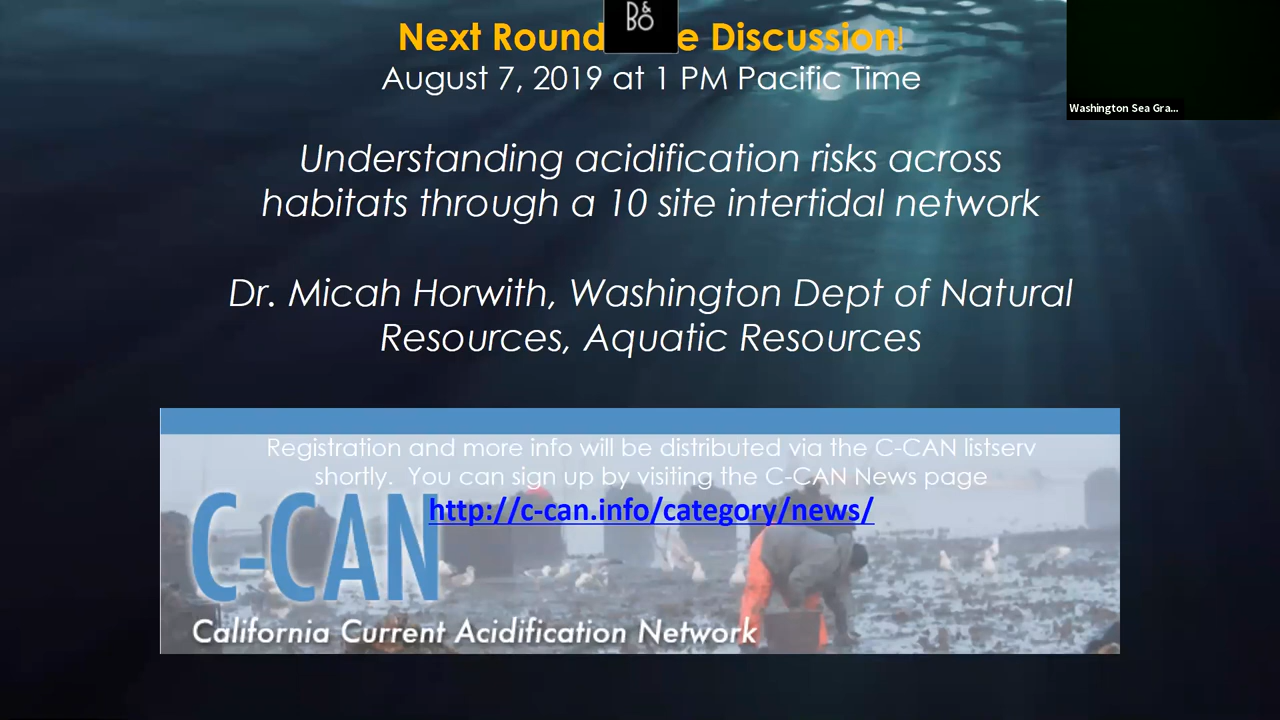 D&
BO
Next Round e Discussion!
August 7, 2019 at 1 PM Pacific Time
Washington Sea Gra...
Understanding acidification risks across
habitats through a 10 site intertidal network
Dr. Micah Horwith, Washington Dept of Natural
Resources, Aquatic Resources
Registration and more info will be distributed via the C-CAN listserv
shortly. You can sign up by visiting the C-CAN News page
http://c-can.info/category/news/
C-CAN
California Current Acidification Network